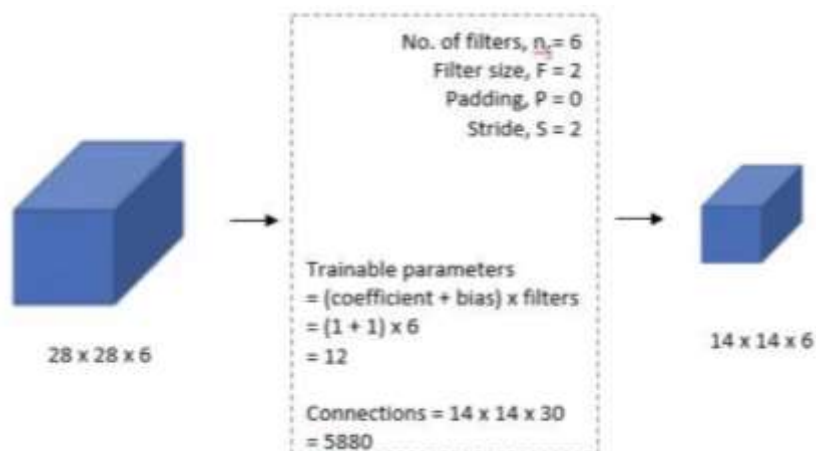 No. of filters, nf= 6
Filter size, F = 2
Padding, P = 0
Stride, S = 2
Trainable parameters
= (coefficient + bias) x filters
= (1 + 1) x 6
= 12
Connections = 14 x 14 x 30
= 5880
28 x 28 x 6
14 x 14 x 6